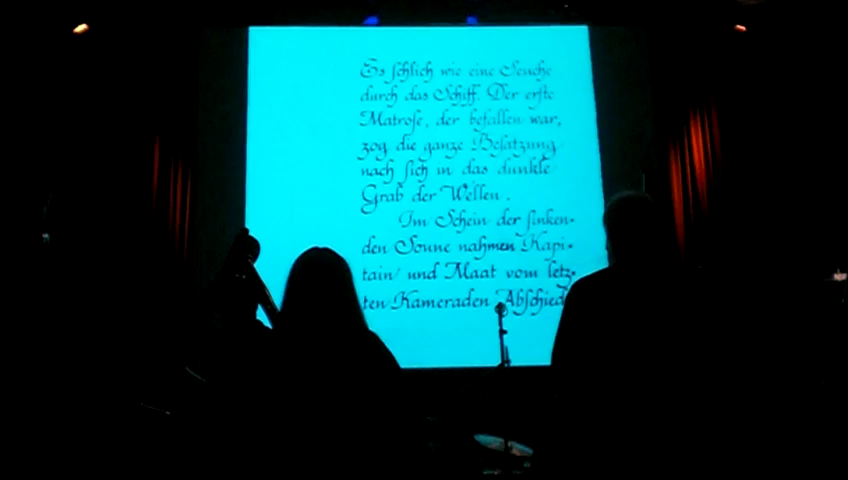 Es ſchlich wie eine Seuche
durch das Schiff. Der erſte
Matroſe, der befallen war,
zog die ganze Beſatzung
nach ſich in das dunkle
Grab der Wellen.
Im Schein der ſinken-
den Sonne nahmen Kapi-
tain und Maat vom letz-
ten Kameraden Abſchied